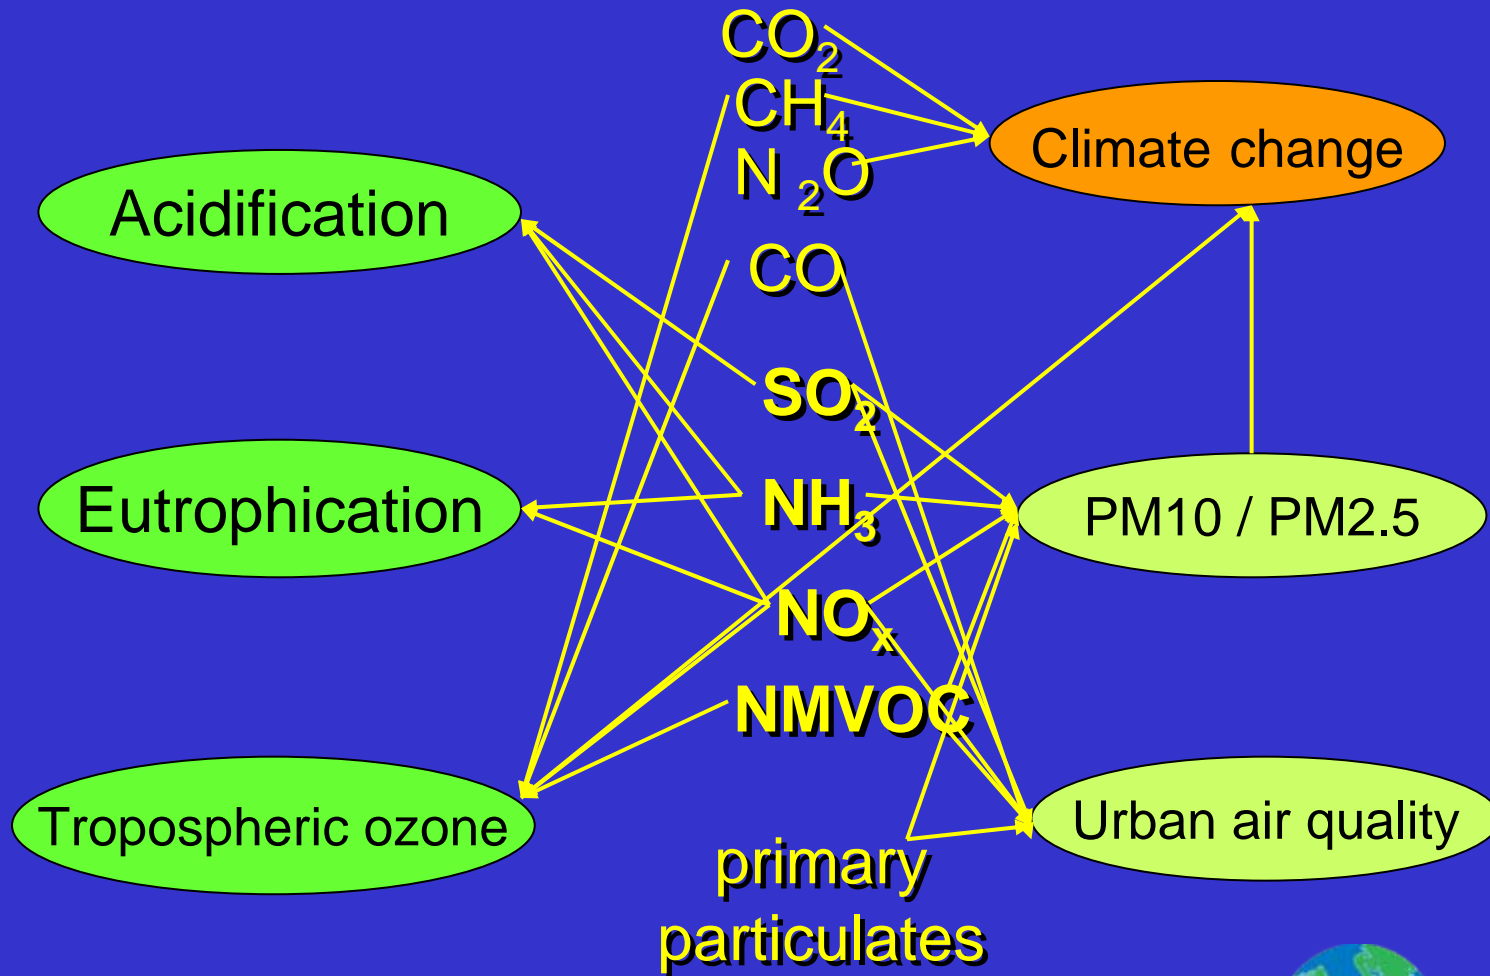 CO₂
CH₄
N ₂O
Climate change
Acidification
CO
SO₂
Eutrophication
NH₃
PM10 / PM2.5
NOₓ
NMVOC
Tropospheric ozone
Urban air quality
primary
particulates